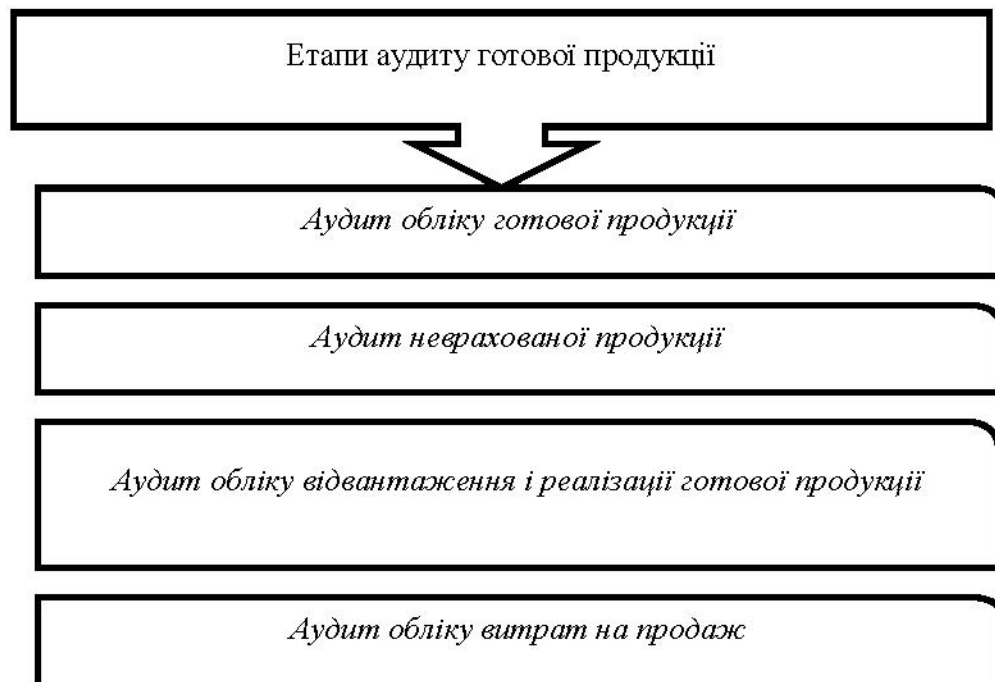 Етапи аудиту готової продукції
Аудит обліку готової продукції
Аудит неврахованої продукції
Аудит обліку відвантаження і реалізації готової продукції
Аудит обліку витрат на продаж